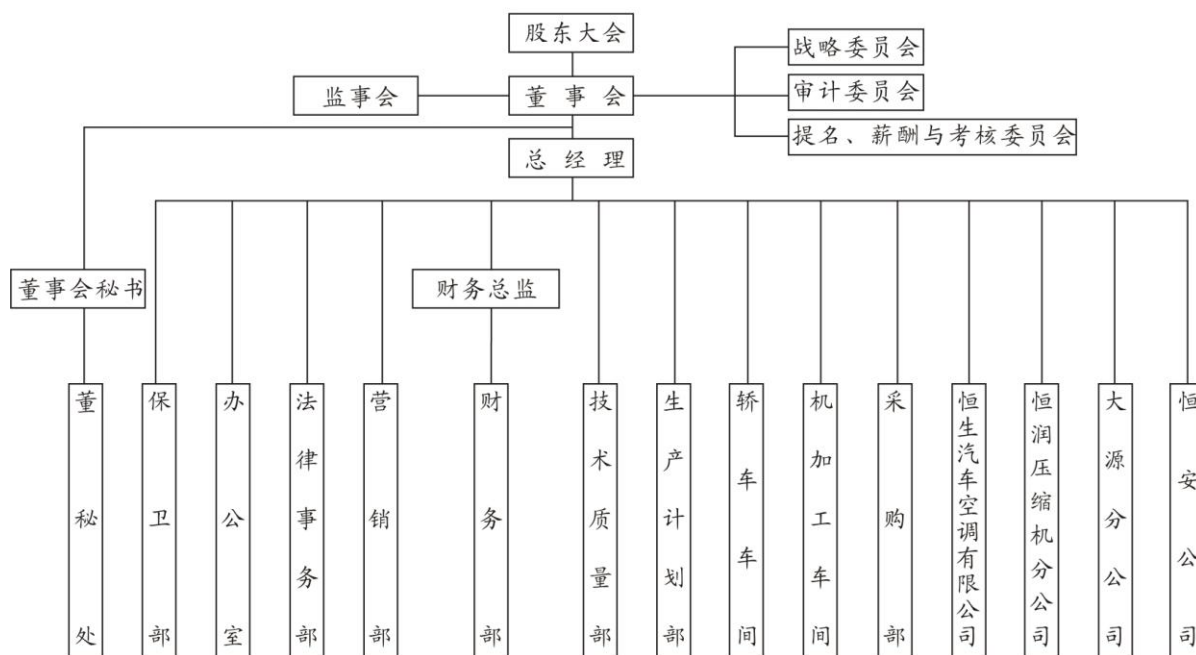 股东大会
战略委员会
监事会
董事会
审计委员会
提名、薪酬与考核委员会
总经理
董事会秘书
财务总监
董秘处
保卫部
办公室
法律事务部
营销部
财务部
技术质量部
生产计划部
轿车车间
机加工车间
采购部
恒生汽车空调有限公司
恒润压缩机分公司
大源分公司
恒安公司